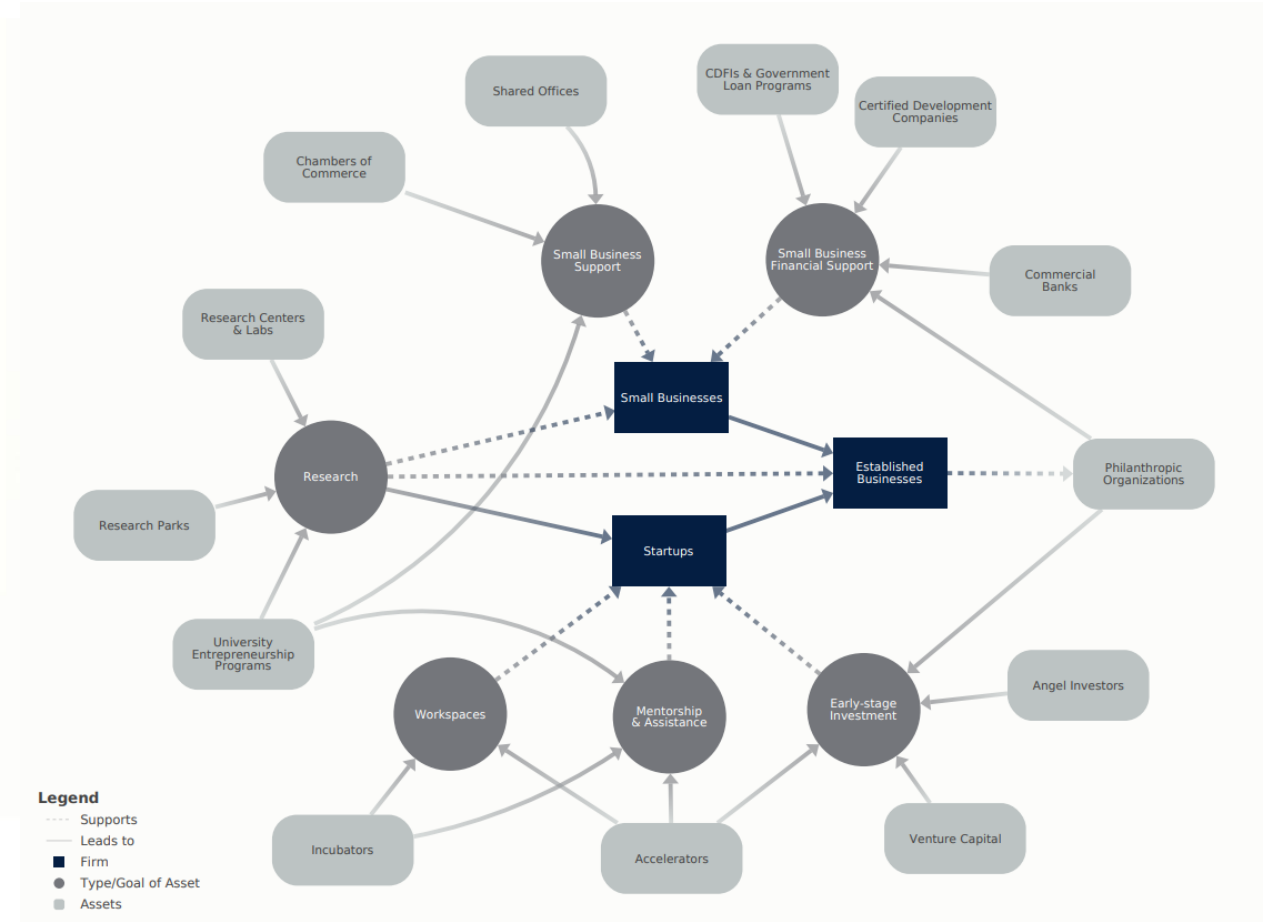 Shared Offices
CDFIs & Government
Loan Programs
Certified Development
Companies
Chambers of
Commerce
Small Business
Support
Small Business
Financial Support
Commercial
Banks
Research Centers
& Labs
Small Businesses
Research
Established
Businesses
Philanthropic
Organizations
Research Parks
Startups
University
Entrepreneurship
Programs
Workspaces
Mentorship
& Assistance
Early-stage
Investment
Angel Investors
Incubators
Accelerators
Venture Capital
Legend
Supports
Leads to
Firm
Type/Goal of Asset
Assets